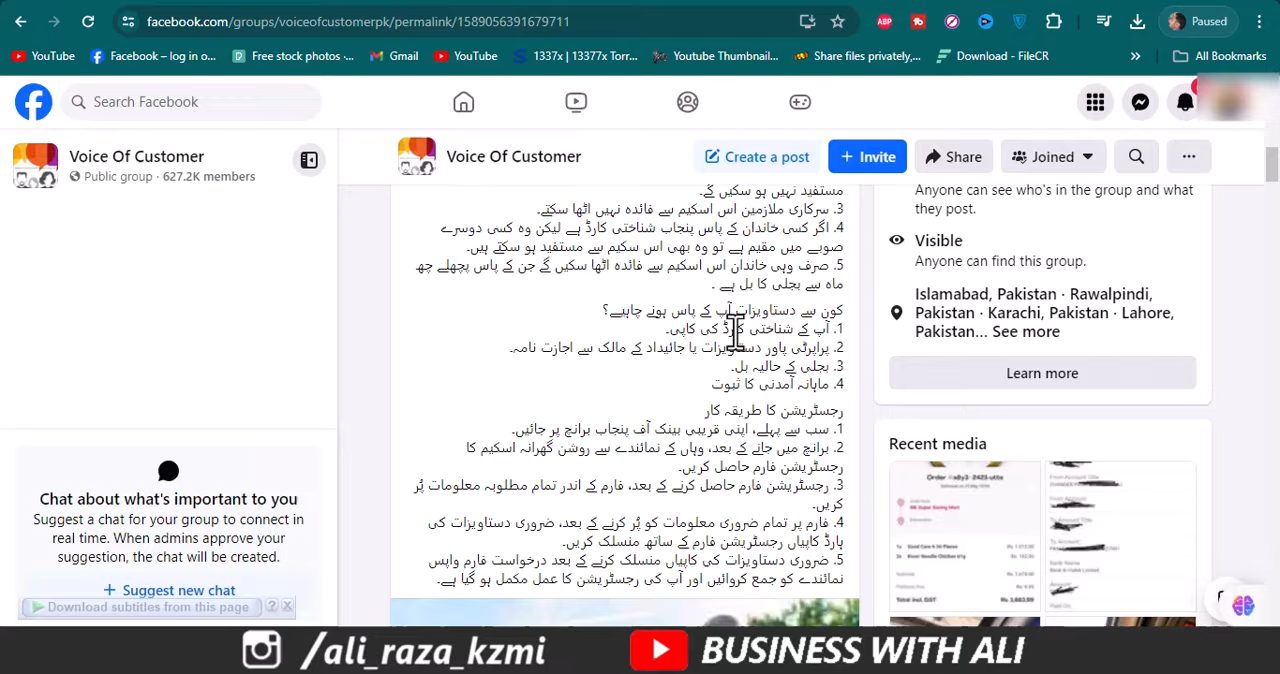 facebook.com/groups/voiceofcustomerpk/permalink/1589056391679711
Paused
YouTube
Facebook – log in o...
Free stock photos ·...
Gmail
YouTube
1337x | 13377x Torr...
Youtube Thumbnail...
Share files privately,...
Download - FileCR
All Bookmarks
Search Facebook
Voice Of Customer
Public group · 627.2K members
Voice Of Customer
Create a post
+ Invite
Share
Joined
مستفید نہیں ہو سکیں گے۔
3. سرکاری ملازمین اس اسکیم سے فائدہ نہیں اٹھا سکتے۔
4. اگر کسی خاندان کے پاس پنجاب شناختی کارڈ ہے لیکن وہ کسی دوسرے
صوبے میں مقیم ہے تو وہ بھی اس سکیم سے مستفید ہو سکتے ہیں۔
5. صرف وہی خاندان اس اسکیم سے فائدہ اٹھا سکیں گے جن کے پاس پچھلے چھ
ماہ سے بجلی کا بل ہے ۔
کون سے دستاویزات آپ کے پاس ہونے چاہیے؟
1. آپ کے شناختی کارڈ کی کاپی۔
2. پراپرٹی پاور دستاویزات یا جائیداد کے مالک سے اجازت نامہ۔
3. بجلی کے حالیہ بل۔
4. ماہانہ آمدنی کا ثبوت
رجسٹریشن کا طریقہ کار
1. سب سے پہلے، اپنی قریبی بینک آف پنجاب برانچ پر جائیں۔
2. برانچ میں جانے کے بعد، وہاں کے نمائندے سے روشن گھرانہ اسکیم کا
رجسٹریشن فارم حاصل کریں۔
3. رجسٹریشن فارم حاصل کرنے کے بعد، فارم کے اندر تمام مطلوبہ معلومات پُر
کریں۔
4. فارم پر تمام ضروری معلومات کو پُر کرنے کے بعد، ضروری دستاویزات کی
ہارڈ کاپیاں رجسٹریشن فارم کے ساتھ منسلک کریں۔
5. ضروری دستاویزات کی کاپیاں منسلک کرنے کے بعد درخواست فارم واپس
نمائندے کو جمع کروائیں اور آپ کی رجسٹریشن کا عمل مکمل ہو گیا ہے۔
Anyone can see who's in the group and what
they post.
Visible
Anyone can find this group.
Islamabad, Pakistan · Rawalpindi,
Pakistan · Karachi, Pakistan · Lahore,
Pakistan... See more
Learn more
Recent media
Chat about what's important to you
Suggest a chat for your group to connect in
real time. When admins approve your
suggestion, the chat will be created.
+ Suggest new chat
Download subtitles from this page
/ali_raza_kzmi
BUSINESS WITH ALI